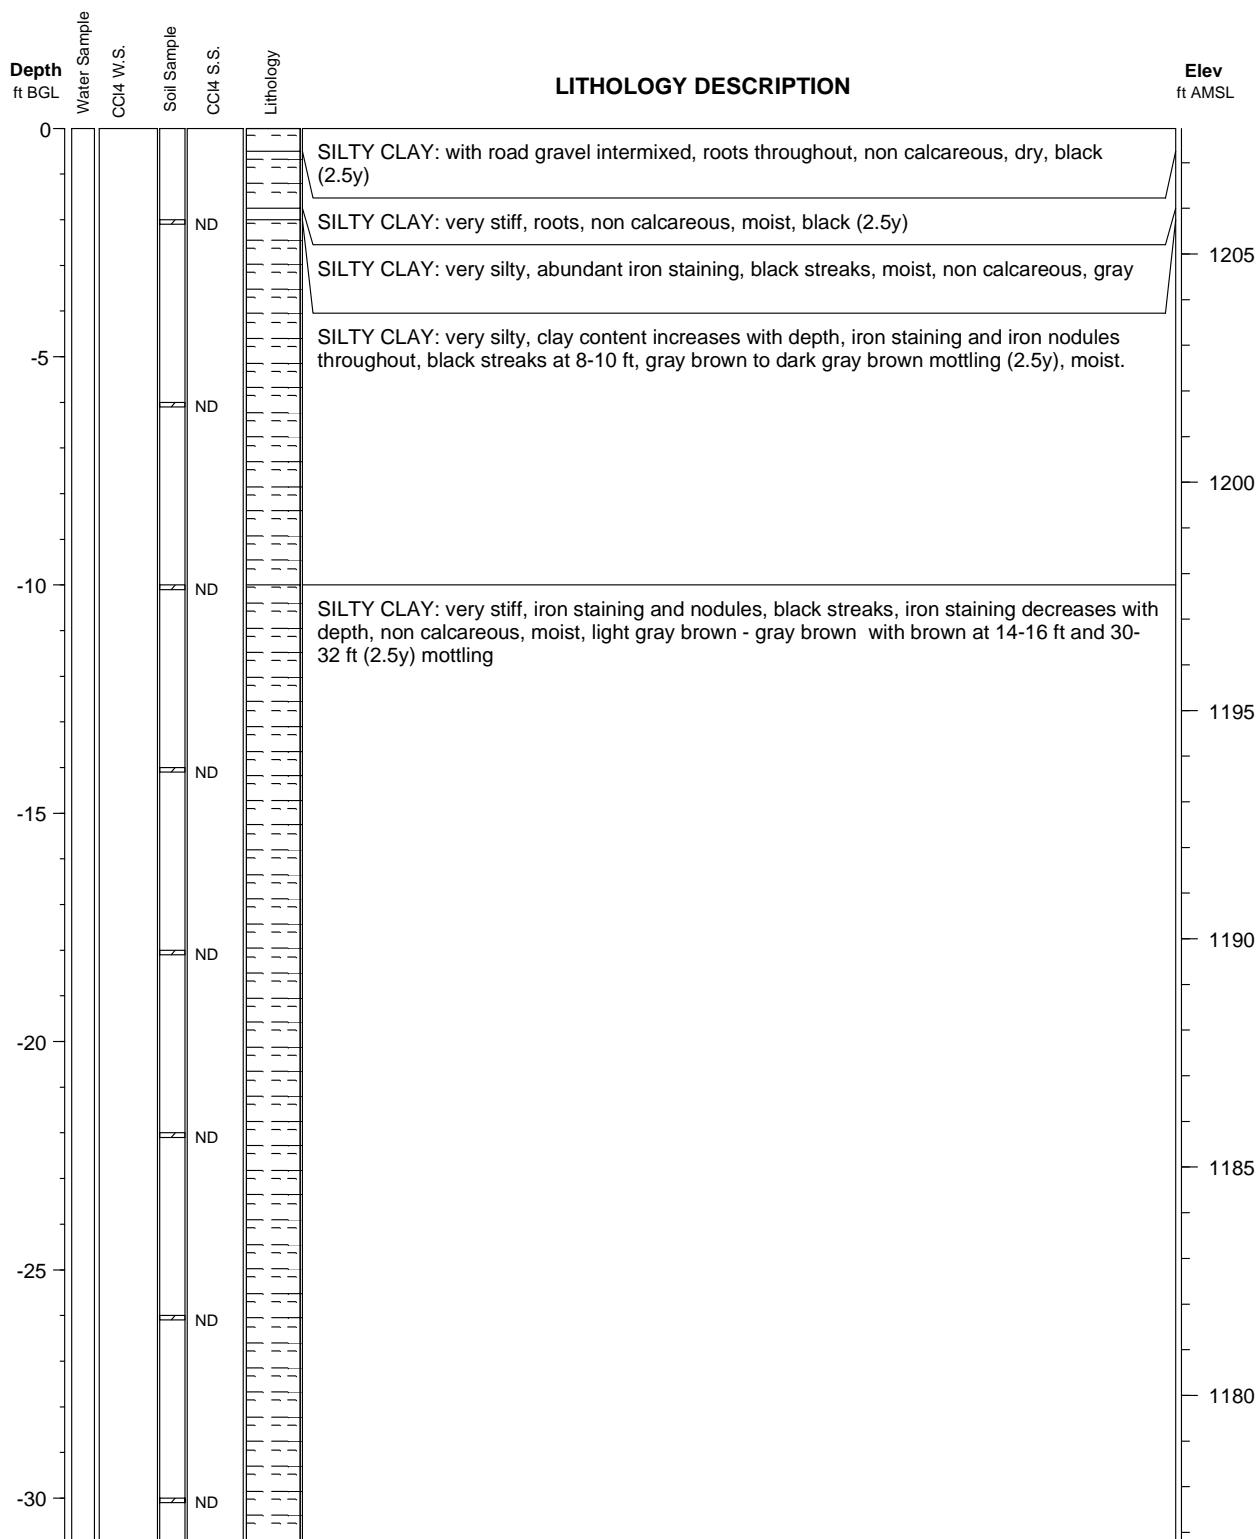 Water Sample
CCl4 W.S.
Soil Sample
CCl4 S.S.
Lithology
Depth
ft BGL
LITHOLOGY DESCRIPTION
Elev
ft AMSL
0
SILTY CLAY: with road gravel intermixed, roots throughout, non calcareous, dry, black
(2.5y)
ND
SILTY CLAY: very stiff, roots, non calcareous, moist, black (2.5y)
1205
SILTY CLAY: very silty, abundant iron staining, black streaks, moist, non calcareous, gray
SILTY CLAY: very silty, clay content increases with depth, iron staining and iron nodules
throughout, black streaks at 8-10 ft, gray brown to dark gray brown mottling (2.5y), moist.
-5
ND
1200
-10
ND
SILTY CLAY: very stiff, iron staining and nodules, black streaks, iron staining decreases with
depth, non calcareous, moist, light gray brown - gray brown  with brown at 14-16 ft and 30-
32 ft (2.5y) mottling
1195
ND
-15
1190
ND
-20
ND
1185
-25
ND
1180
-30
ND